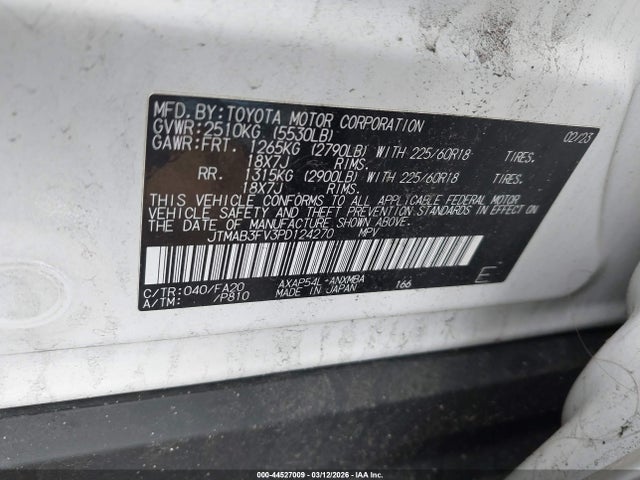 MFD. BY: TOYOTA MOTOR CORPORATION 02/23
GVWR: 2510KG (5530LB)
GAWR: FRT. 1265KG (2790LB) WITH 225/60R18 TIRES.
18X7J RIMS.
RR. 1315KG (2900LB) WITH 225/60R18 TIRES.
18X7J RIMS.
THIS VEHICLE CONFORMS TO ALL APPLICABLE FEDERAL MOTOR
VEHICLE SAFETY AND THEFT PREVENTION STANDARDS IN EFFECT ON
THE DATE OF MANUFACTURE SHOWN ABOVE.
JTMAB3FV3PD124270 MPV
C/TR: 040/FA20 AXAP54L-ANXMBA 166 E
A/TM: /P810 MADE IN JAPAN
000-44527009 - 03/12/2026 - IAA Inc.